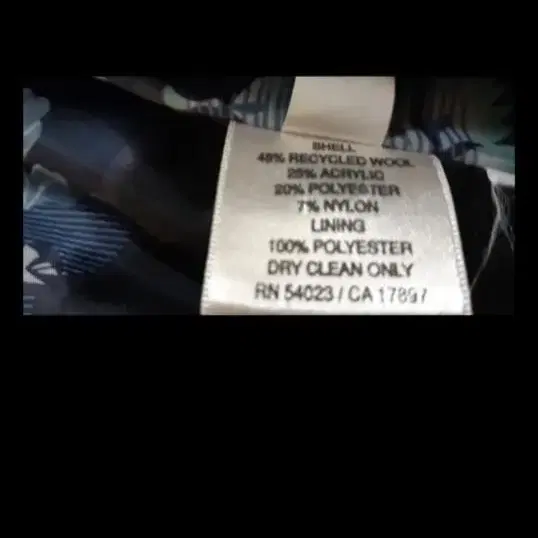 SHELL
48% RECYCLED WOOL
25% ACRYLIC
20% POLYESTER
7% NYLON
LINING
100% POLYESTER
DRY CLEAN ONLY
RN 54023 / CA 17897